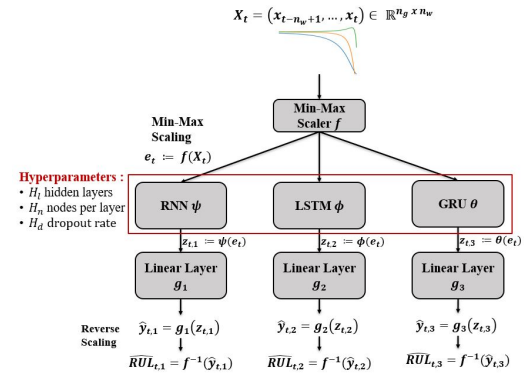 X_t = (x_{t-n_w+1}, ..., x_t) ∈ ℝ^{n_g x n_w}
Min-Max
Scaler f
Min-Max
Scaling
e_t ≔ f(X_t)
Hyperparameters :
• H_l hidden layers
• H_n nodes per layer
• H_d dropout rate
RNN ψ
LSTM ϕ
GRU θ
z_{t,1} ≔ ψ(e_t)
z_{t,2} ≔ ϕ(e_t)
z_{t,3} ≔ θ(e_t)
Linear Layer
g_1
Linear Layer
g_2
Linear Layer
g_3
Reverse
Scaling
ŷ_{t,1} = g_1(z_{t,1})
ŷ_{t,2} = g_2(z_{t,2})
ŷ_{t,3} = g_3(z_{t,3})
\widehat{RUL}_{t,1} = f^{-1}(ŷ_{t,1})
\widehat{RUL}_{t,2} = f^{-1}(ŷ_{t,2})
\widehat{RUL}_{t,3} = f^{-1}(ŷ_{t,3})